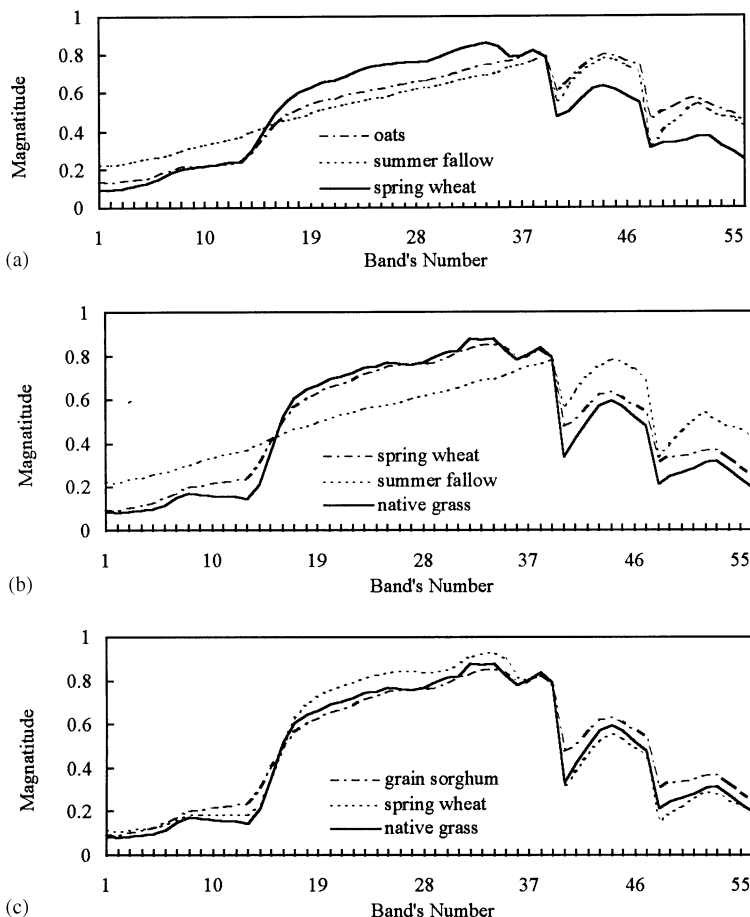 1
0.8
0.6
0.4
0.2
0
Magnatitude
oats
summer fallow
spring wheat
1 10 19 28 37 46 55
Band's Number
(a)
1
0.8
0.6
0.4
0.2
0
Magnatitude
spring wheat
summer fallow
native grass
1 10 19 28 37 46 55
Band's Number
(b)
1
0.8
0.6
0.4
0.2
0
Magnatitude
grain sorghum
spring wheat
native grass
1 10 19 28 37 46 55
Band's Number
(c)